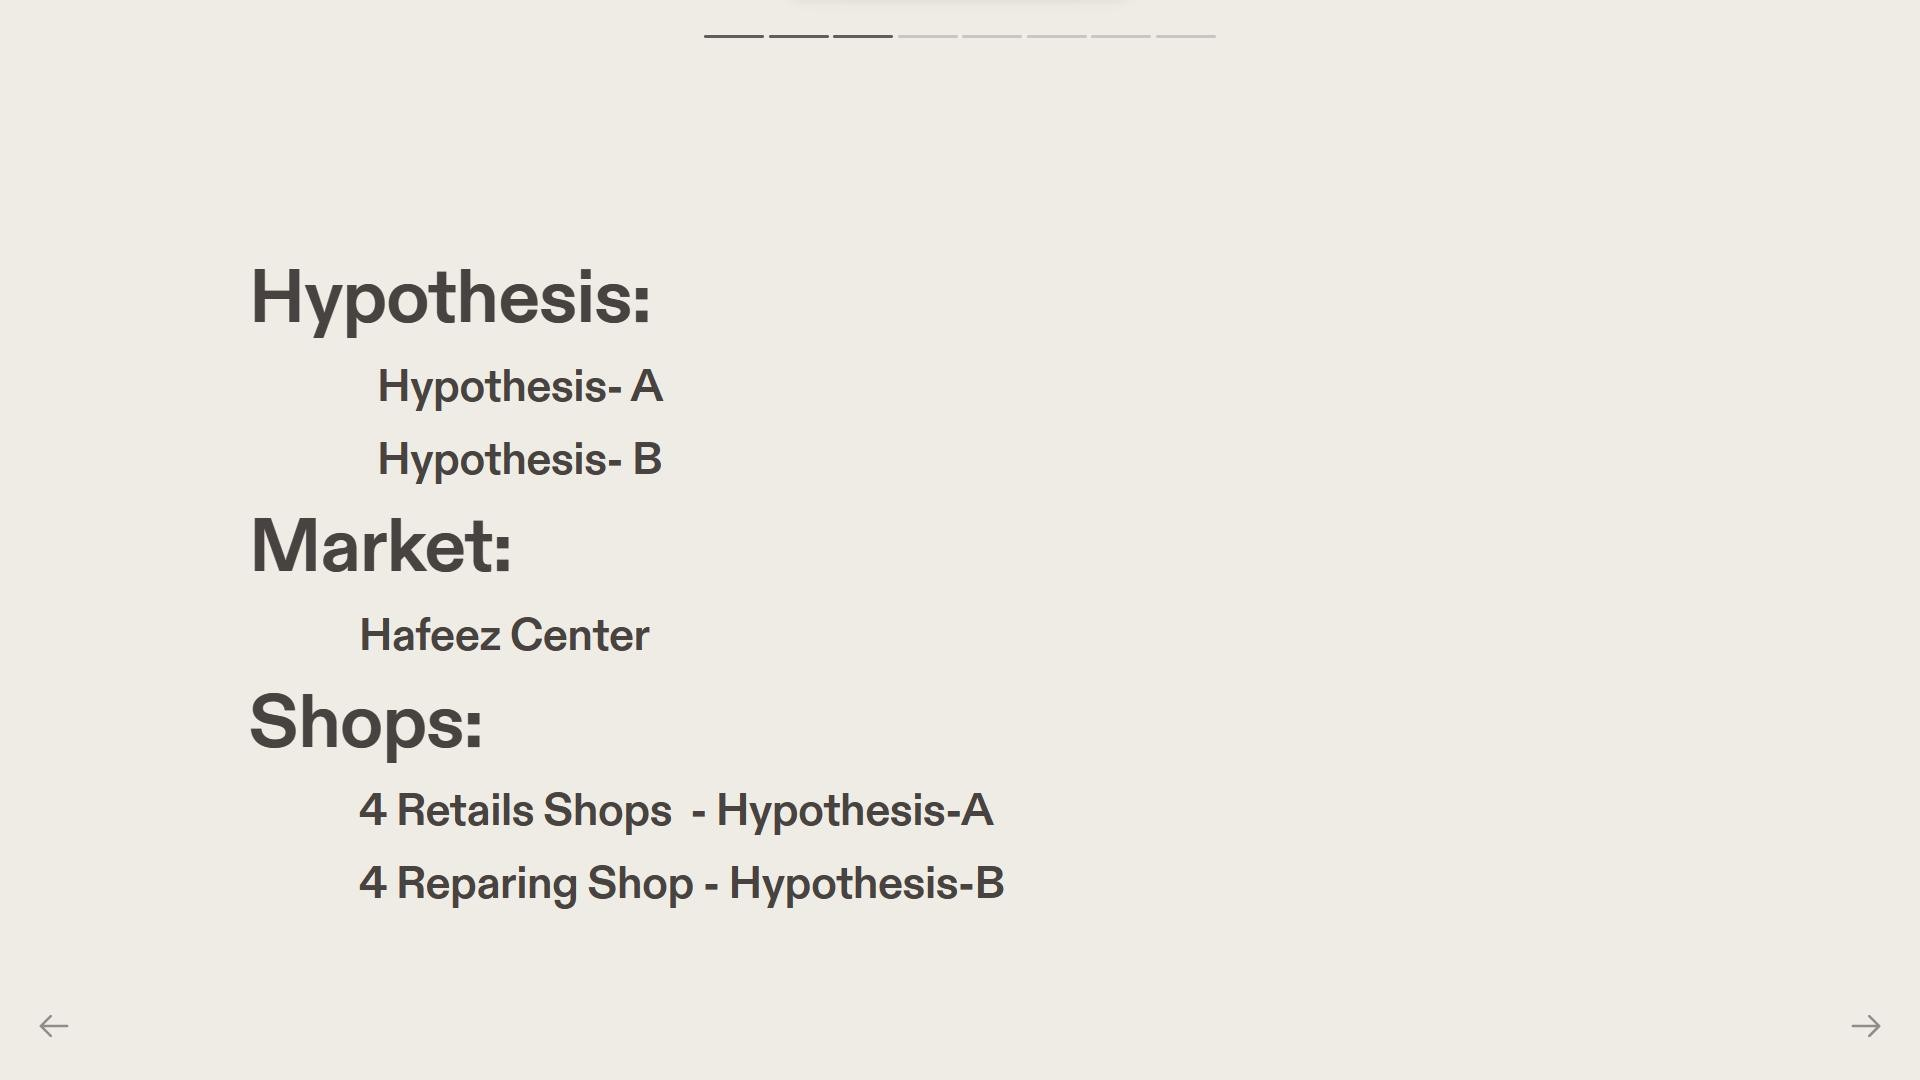 Hypothesis:
Hypothesis- A
Hypothesis- B
Market:
Hafeez Center
Shops:
4 Retails Shops  - Hypothesis-A
4 Reparing Shop - Hypothesis-B